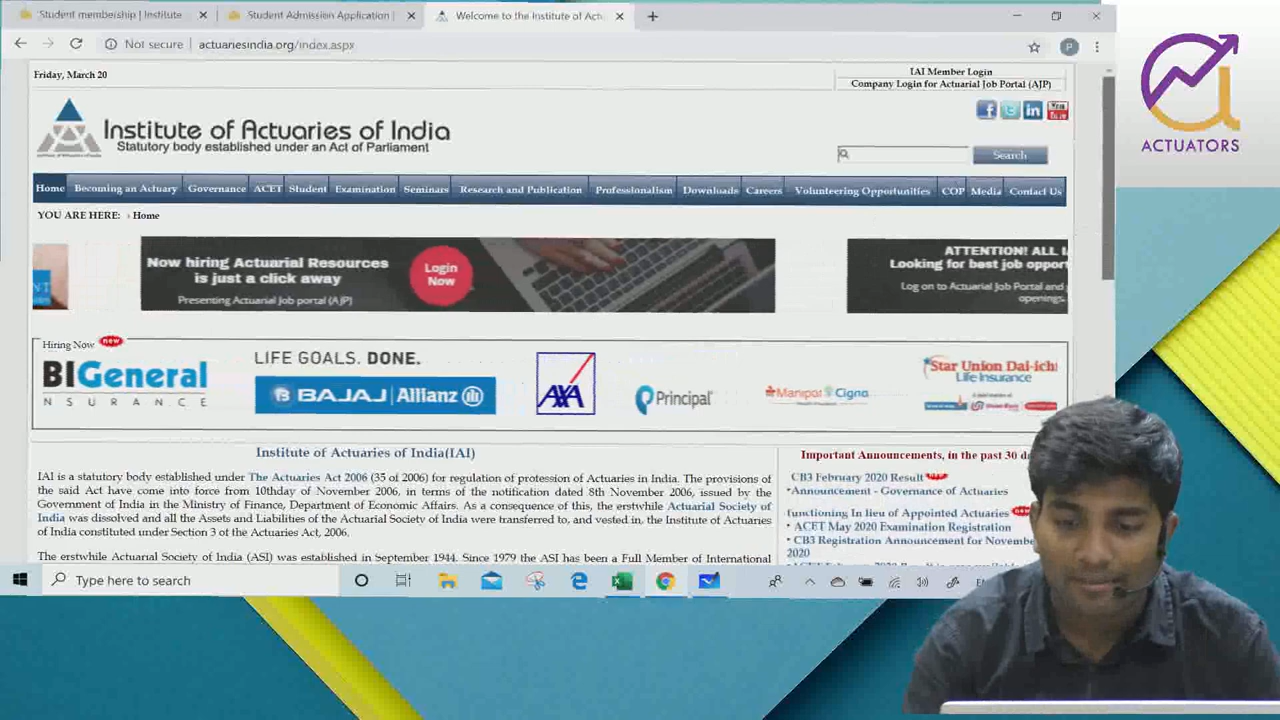 Student membership | Institute
Student Admission Application |
Welcome to the Institute of Actu
Not secure | actuariesindia.org/index.aspx
P
Friday, March 20
IAI Member Login
Company Login for Actuarial Job Portal (AJP)
Institute of Actuaries of India
Statutory body established under an Act of Parliament
Search
Home Becoming an Actuary Governance ACET Student Examination Seminars Research and Publication Professionalism Downloads Careers Volunteering Opportunities COP Media Contact Us
YOU ARE HERE: › Home
NT
Now hiring Actuarial Resources
is just a click away
Presenting Actuarial Job portal (AJP)
Login
Now
ATTENTION! ALL
Looking for best job oppor
Log on to Actuarial Job Portal and
openings.
Hiring Now new
BIGeneral
NSURANCE
LIFE GOALS. DONE.
BAJAJ | Allianz
AXA
Principal
ManipalCigna
Star Union Dai-ichi
Life Insurance
Institute of Actuaries of India(IAI)
IAI is a statutory body established under The Actuaries Act 2006 (35 of 2006) for regulation of profession of Actuaries in India. The provisions of
the said Act have come into force from 10thday of November 2006, in terms of the notification dated 8th November 2006, issued by the
Government of India in the Ministry of Finance, Department of Economic Affairs. As a consequence of this, the erstwhile Actuarial Society of
India was dissolved and all the Assets and Liabilities of the Actuarial Society of India were transferred to, and vested in, the Institute of Actuaries
of India constituted under Section 3 of the Actuaries Act, 2006.
The erstwhile Actuarial Society of India (ASI) was established in September 1944. Since 1979 the ASI has been a Full Member of International
Important Announcements, in the past 30 da
CB3 February 2020 Result
Announcement - Governance of Actuaries
functioning In lieu of Appointed Actuaries new
ACET May 2020 Examination Registration
CB3 Registration Announcement for Novembe
2020
Type here to search
ACTUATORS